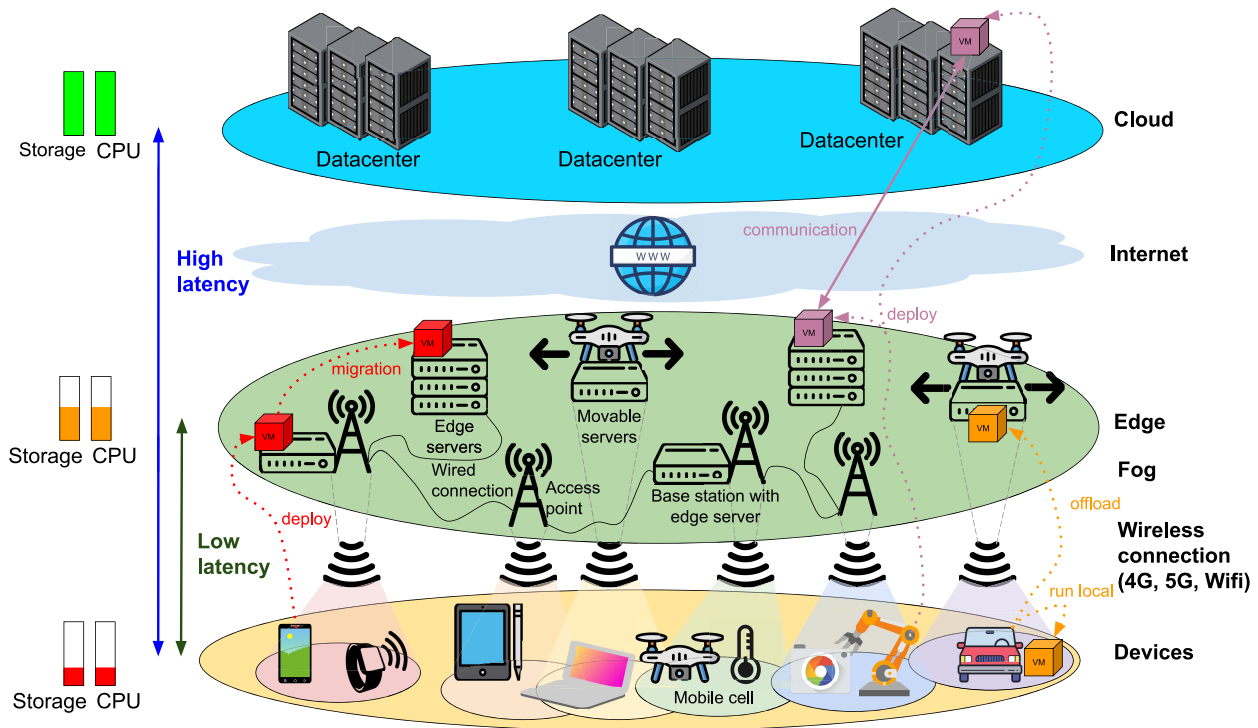 VM
Datacenter
Datacenter
Datacenter
Cloud
Storage CPU
communication
WWW
Internet
High
latency
VM
VM
deploy
migration
Movable
servers
VM
VM
Edge
servers
Edge
Storage CPU
Wired
connection
Access
point
Base station with
edge server
Fog
offload
deploy
Wireless
connection
(4G, 5G, Wifi)
Low
latency
run local
VM
Devices
Mobile cell
Storage CPU